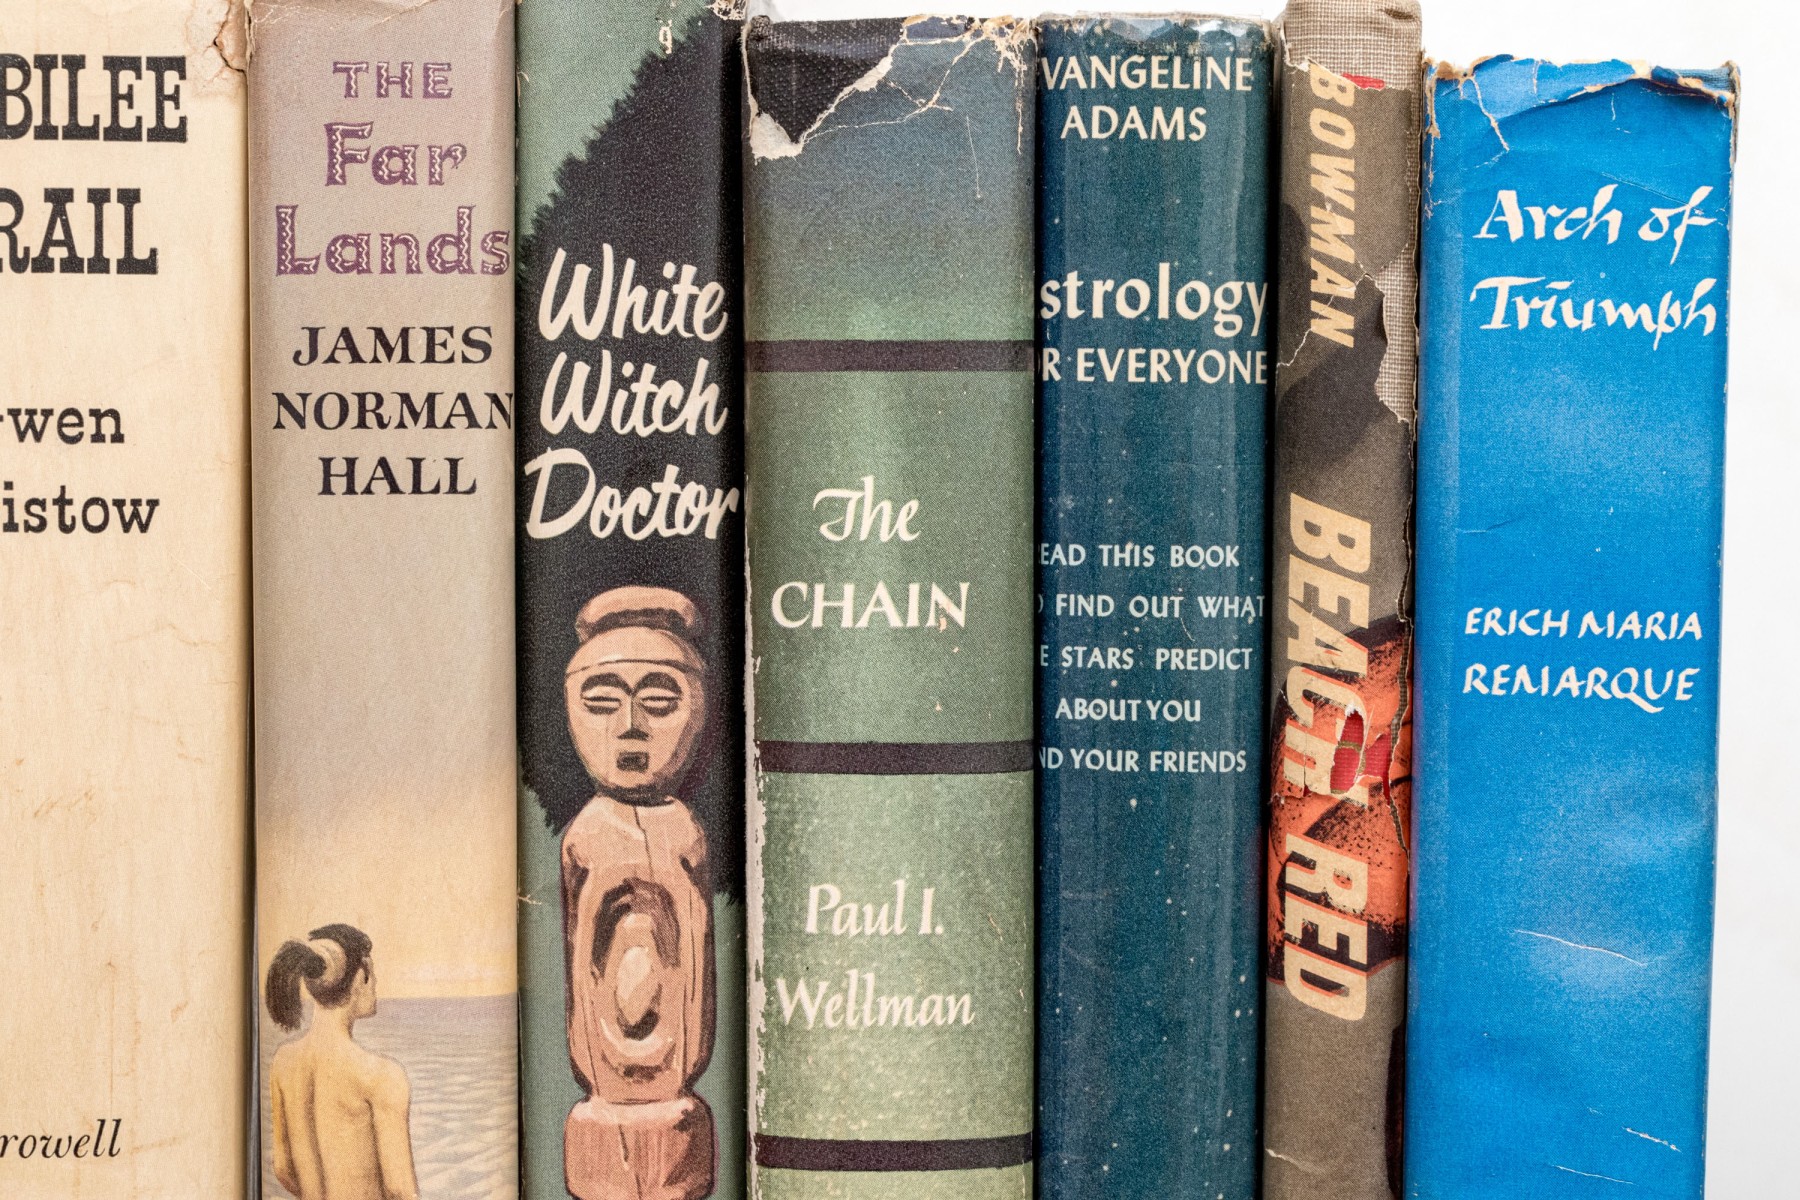 BILEE
RAIL
-wen
istow
rowell
THE
Far
Lands
JAMES
NORMAN
HALL
White
Witch
Doctor
The
CHAIN
Paul I.
Wellman
VANGELINE
ADAMS
strology
R EVERYONE
EAD THIS BOOK
FIND OUT WHAT
E STARS PREDICT
ABOUT YOU
ND YOUR FRIENDS
BOWMAN
BEACH RED
Arch of
Triumph
ERICH MARIA
REMARQUE